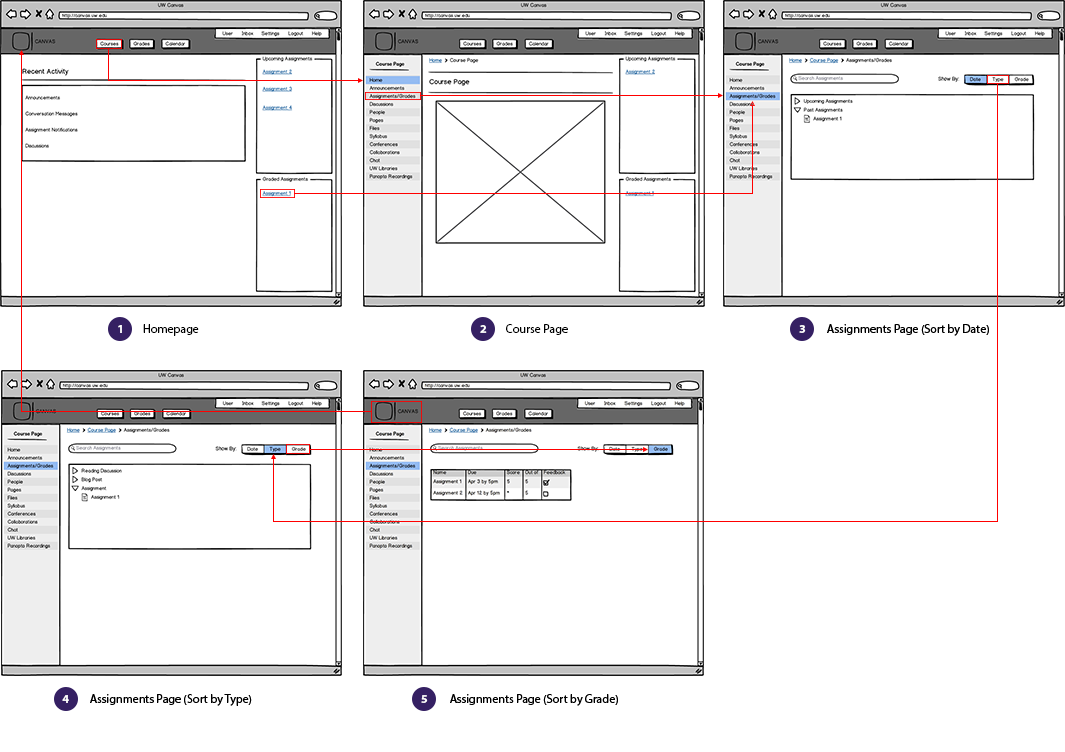 UW Canvas
http://canvas.uw.edu
User Inbox Settings Logout Help
CANVAS
Courses Grades Calendar
Recent Activity
Announcements
Conversation Messages
Assignment Notifications
Discussions
Upcoming Assignments
Assignment 2
Assignment 3
Assignment 4
Graded Assignments
Assignment 1
1 Homepage
UW Canvas
http://canvas.uw.edu
User Inbox Settings Logout Help
CANVAS
Courses Grades Calendar
Course Page
Home
Announcements
Assignments/Grades
Discussions
People
Pages
Files
Syllabus
Conferences
Collaborations
Chat
UW Libraries
Panopto Recordings
Home > Course Page
Course Page
Upcoming Assignments
Assignment 2
Graded Assignments
Assignment 1
2 Course Page
UW Canvas
http://canvas.uw.edu
User Inbox Settings Logout Help
CANVAS
Courses Grades Calendar
Course Page
Home
Announcements
Assignments/Grades
Discussions
People
Pages
Files
Syllabus
Conferences
Collaborations
Chat
UW Libraries
Panopto Recordings
Home > Course Page > Assignments/Grades
Search Assignments
Show By: Date Type Grade
Upcoming Assignments
Past Assignments
Assignment 1
3 Assignments Page (Sort by Date)
UW Canvas
http://canvas.uw.edu
User Inbox Settings Logout Help
CANVAS
Courses Grades Calendar
Course Page
Home
Announcements
Assignments/Grades
Discussions
People
Pages
Files
Syllabus
Conferences
Collaborations
Chat
UW Libraries
Panopto Recordings
Home > Course Page > Assignments/Grades
Search Assignments
Show By: Date Type Grade
Reading Discussion
Blog Post
Assignment
Assignment 1
4 Assignments Page (Sort by Type)
UW Canvas
http://canvas.uw.edu
User Inbox Settings Logout Help
CANVAS
Courses Grades Calendar
Course Page
Home
Announcements
Assignments/Grades
Discussions
People
Pages
Files
Syllabus
Conferences
Collaborations
Chat
UW Libraries
Panopto Recordings
Home > Course Page > Assignments/Grades
Search Assignments
Show By: Date Type Grade
Name Due Score Out of Feedback
Assignment 1 Apr 3 by 5pm 5 5
Assignment 2 Apr 12 by 5pm * 5
5 Assignments Page (Sort by Grade)